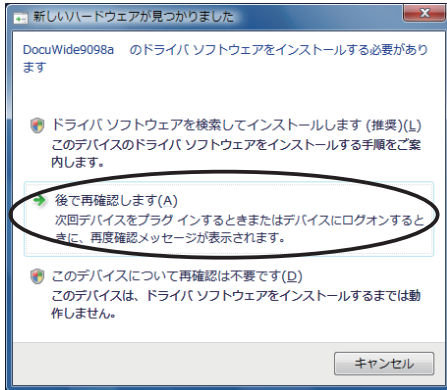 新しいハードウェアが見つかりました
DocuWide9098a のドライバ ソフトウェアをインストールする必要があり
ます
ドライバ ソフトウェアを検索してインストールします (推奨)(L)
このデバイスのドライバ ソフトウェアをインストールする手順をご案
内します。
後で再確認します(A)
次回デバイスをプラグ インするときまたはデバイスにログオンすると
きに、再度確認メッセージが表示されます。
このデバイスについて再確認は不要です(D)
このデバイスは、ドライバ ソフトウェアをインストールするまでは動
作しません。
キャンセル